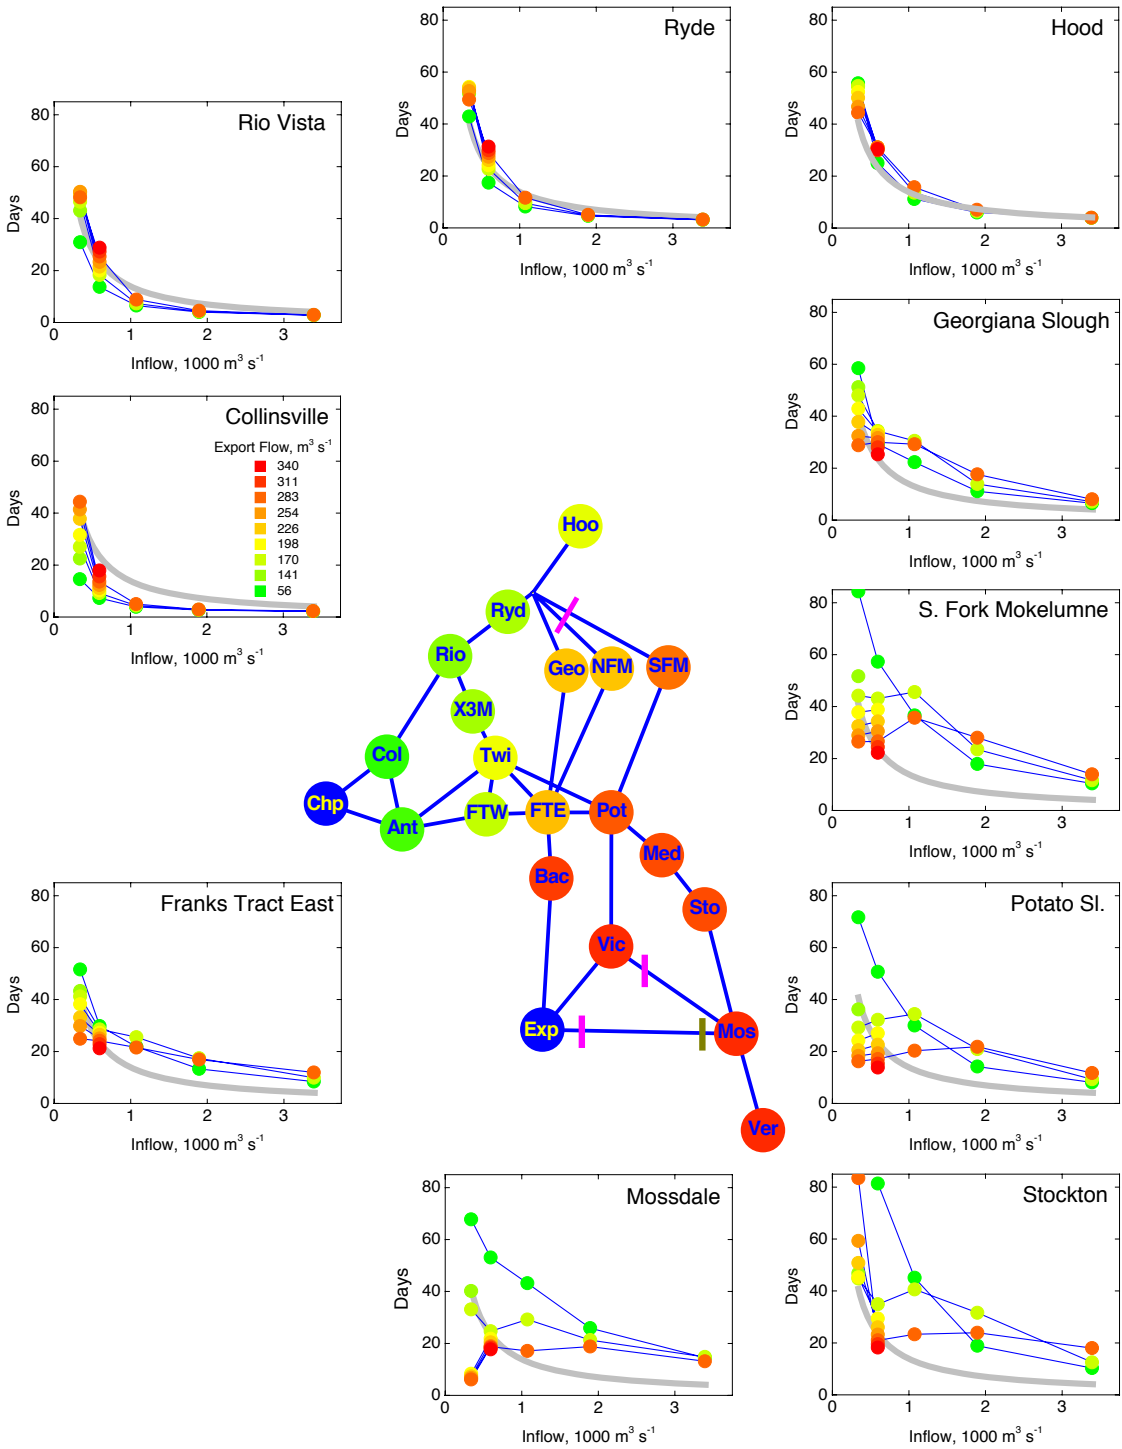 Ryde
80
60
40
20
0
Days
0 1 2 3
Inflow, 1000 m³ s⁻¹
Hood
80
60
40
20
0
Days
0 1 2 3
Inflow, 1000 m³ s⁻¹
Rio Vista
80
60
40
20
0
Days
0 1 2 3
Inflow, 1000 m³ s⁻¹
Georgiana Slough
80
60
40
20
0
Days
0 1 2 3
Inflow, 1000 m³ s⁻¹
Collinsville
Export Flow, m³ s⁻¹
340
311
283
254
226
198
170
141
56
80
60
40
20
0
Days
0 1 2 3
Inflow, 1000 m³ s⁻¹
Hoo
Ryd
Rio
Geo
NFM
SFM
X3M
Col
Twi
Chp
Ant
FTW
FTE
Pot
Bac
Med
Sto
Vic
Exp
Mos
Ver
S. Fork Mokelumne
80
60
40
20
0
Days
0 1 2 3
Inflow, 1000 m³ s⁻¹
Franks Tract East
80
60
40
20
0
Days
0 1 2 3
Inflow, 1000 m³ s⁻¹
Potato Sl.
80
60
40
20
0
Days
0 1 2 3
Inflow, 1000 m³ s⁻¹
Mossdale
80
60
40
20
0
Days
0 1 2 3
Inflow, 1000 m³ s⁻¹
Stockton
80
60
40
20
0
Days
0 1 2 3
Inflow, 1000 m³ s⁻¹